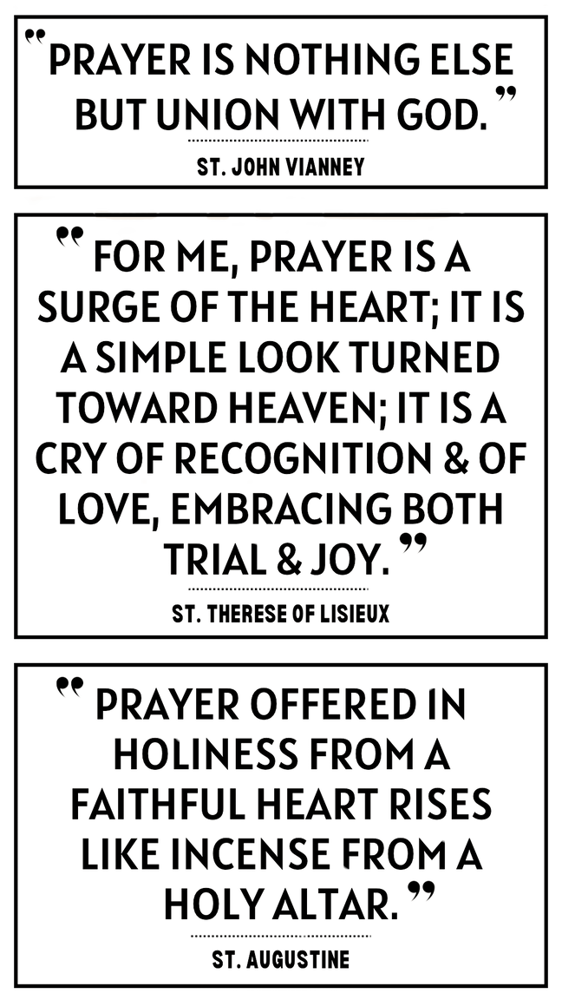 "PRAYER IS NOTHING ELSE
BUT UNION WITH GOD."
ST. JOHN VIANNEY
"FOR ME, PRAYER IS A
SURGE OF THE HEART; IT IS
A SIMPLE LOOK TURNED
TOWARD HEAVEN; IT IS A
CRY OF RECOGNITION & OF
LOVE, EMBRACING BOTH
TRIAL & JOY."
ST. THERESE OF LISIEUX
"PRAYER OFFERED IN
HOLINESS FROM A
FAITHFUL HEART RISES
LIKE INCENSE FROM A
HOLY ALTAR."
ST. AUGUSTINE